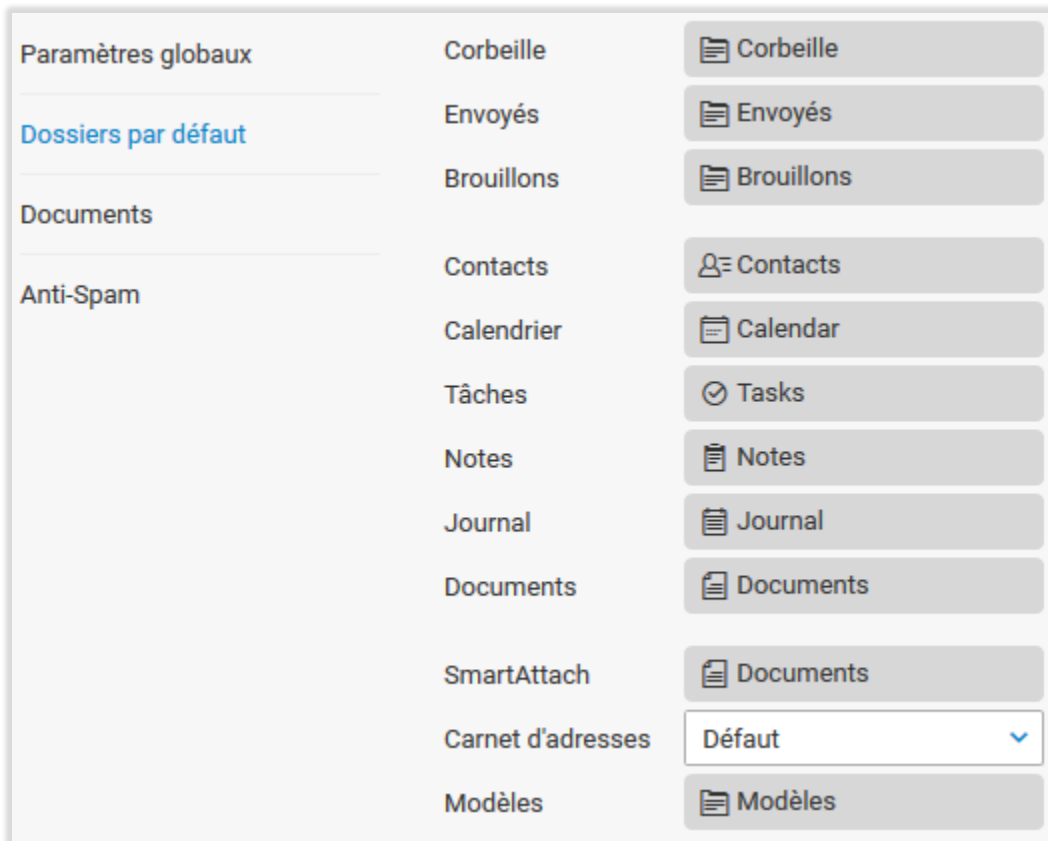 Paramètres globaux
Dossiers par défaut
Documents
Anti-Spam
Corbeille Corbeille
Envoyés Envoyés
Brouillons Brouillons
Contacts Contacts
Calendrier Calendar
Tâches Tasks
Notes Notes
Journal Journal
Documents Documents
SmartAttach Documents
Carnet d'adresses Défaut
Modèles Modèles